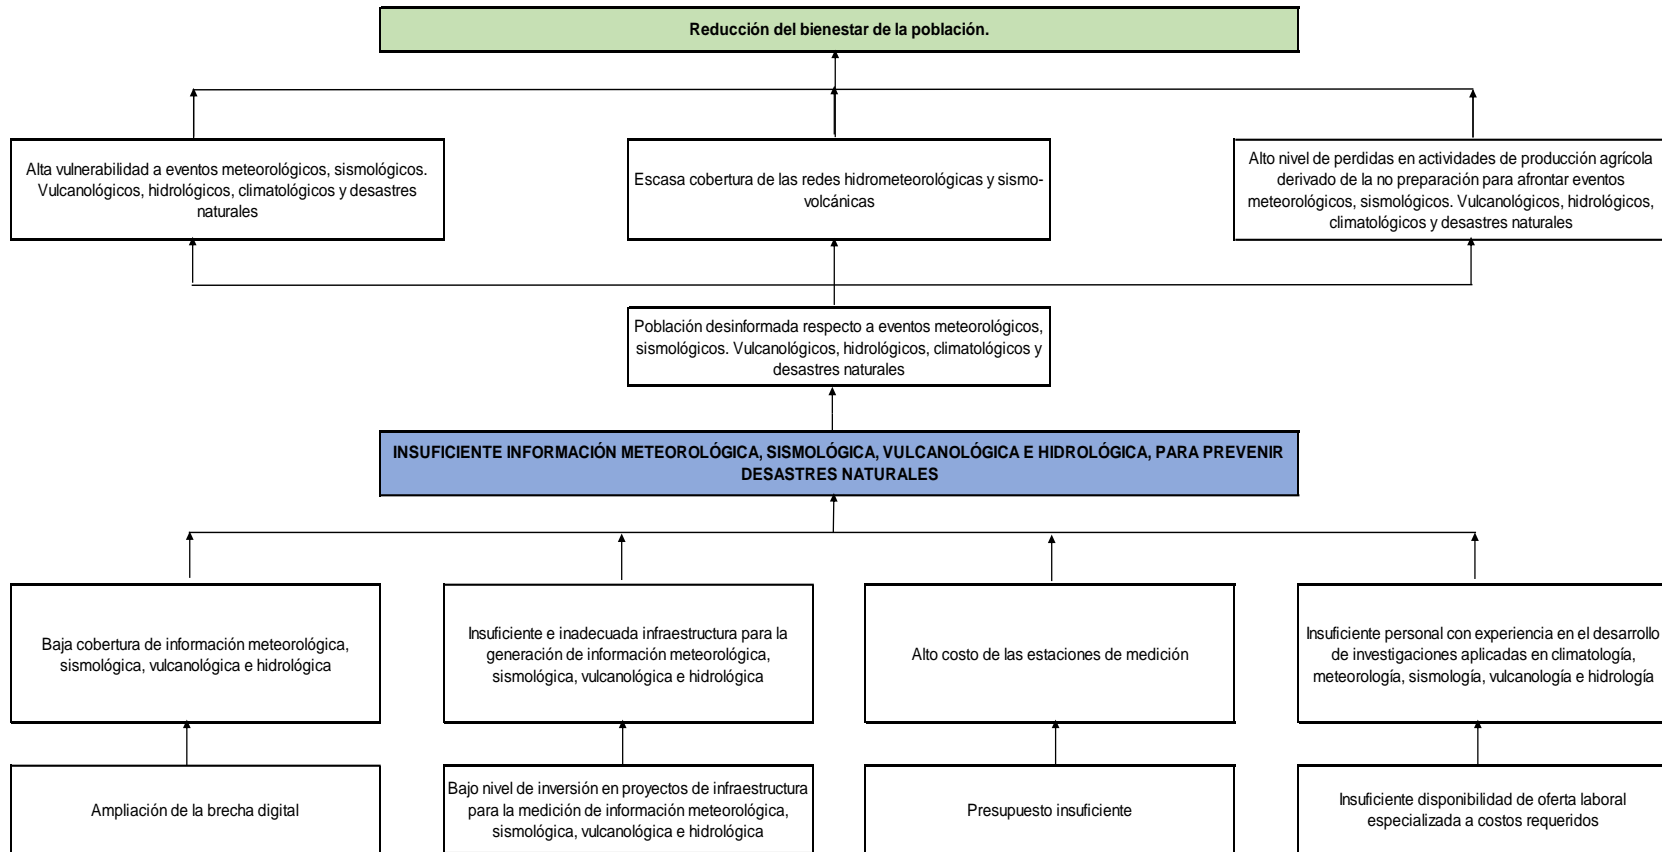 Reducción del bienestar de la población.
Alta vulnerabilidad a eventos meteorológicos, sismológicos.
Vulcanológicos, hidrológicos, climatológicos y desastres
naturales
Escasa cobertura de las redes hidrometeorológicas y sismo-
volcánicas
Alto nivel de perdidas en actividades de producción agrícola
derivado de la no preparación para afrontar eventos
meteorológicos, sismológicos. Vulcanológicos, hidrológicos,
climatológicos y desastres naturales
Población desinformada respecto a eventos meteorológicos,
sismológicos. Vulcanológicos, hidrológicos, climatológicos y
desastres naturales
INSUFICIENTE INFORMACIÓN METEOROLÓGICA, SISMOLÓGICA, VULCANOLÓGICA E HIDROLÓGICA, PARA PREVENIR
DESASTRES NATURALES
Baja cobertura de información meteorológica,
sismológica, vulcanológica e hidrológica
Insuficiente e inadecuada infraestructura para la
generación de información meteorológica,
sismológica, vulcanológica e hidrológica
Alto costo de las estaciones de medición
Insuficiente personal con experiencia en el desarrollo
de investigaciones aplicadas en climatología,
meteorología, sismología, vulcanología e hidrología
Ampliación de la brecha digital
Bajo nivel de inversión en proyectos de infraestructura
para la medición de información meteorológica,
sismológica, vulcanológica e hidrológica
Presupuesto insuficiente
Insuficiente disponibilidad de oferta laboral
especializada a costos requeridos